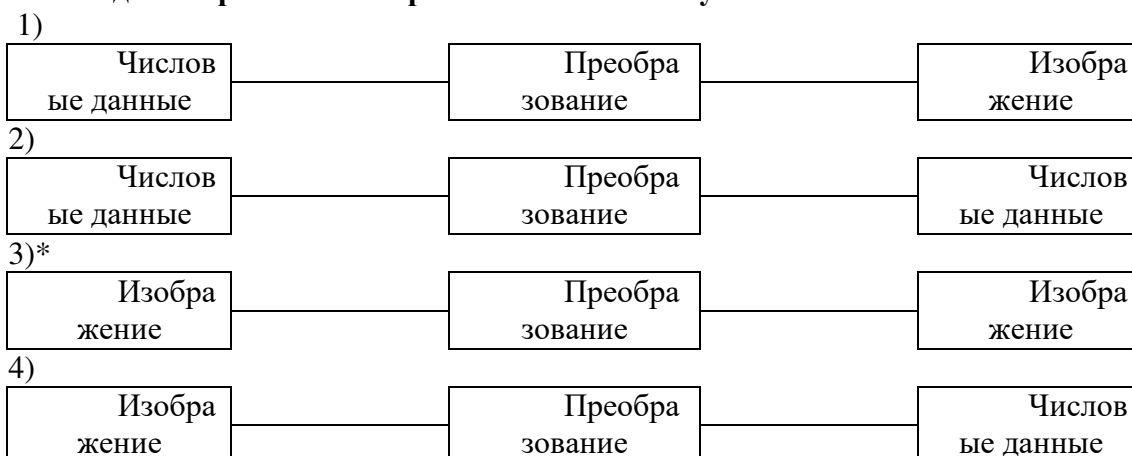 1)
Числов Преобра Изобра
ые данные зование жение
2)
Числов Преобра Числов
ые данные зование ые данные
3)*
Изобра Преобра Изобра
жение зование жение
4)
Изобра Преобра Числов
жение зование ые данные